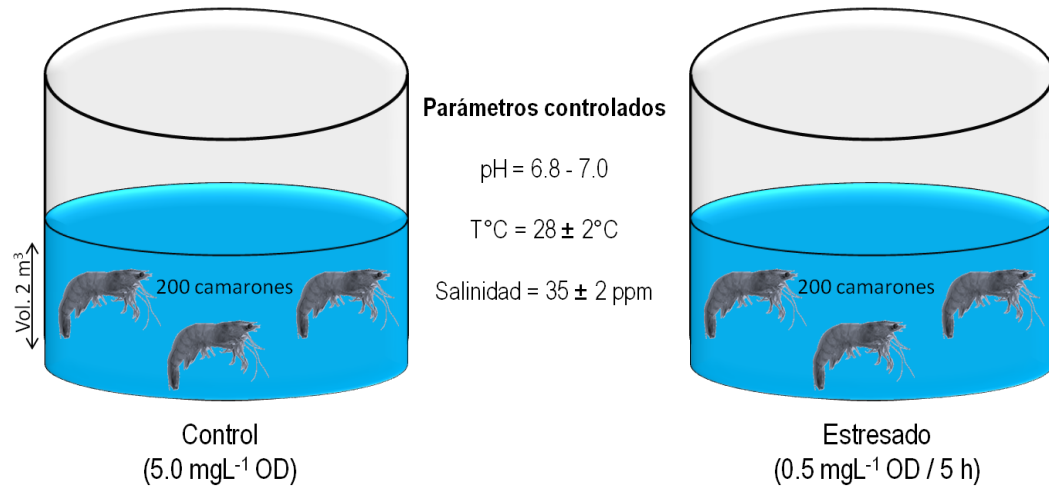 Parámetros controlados
pH = 6.8 - 7.0
T°C = 28 ± 2°C
Salinidad = 35 ± 2 ppm
Vol. 2 m³
200 camarones
200 camarones
Control
(5.0 mgL⁻¹ OD)
Estresado
(0.5 mgL⁻¹ OD / 5 h)